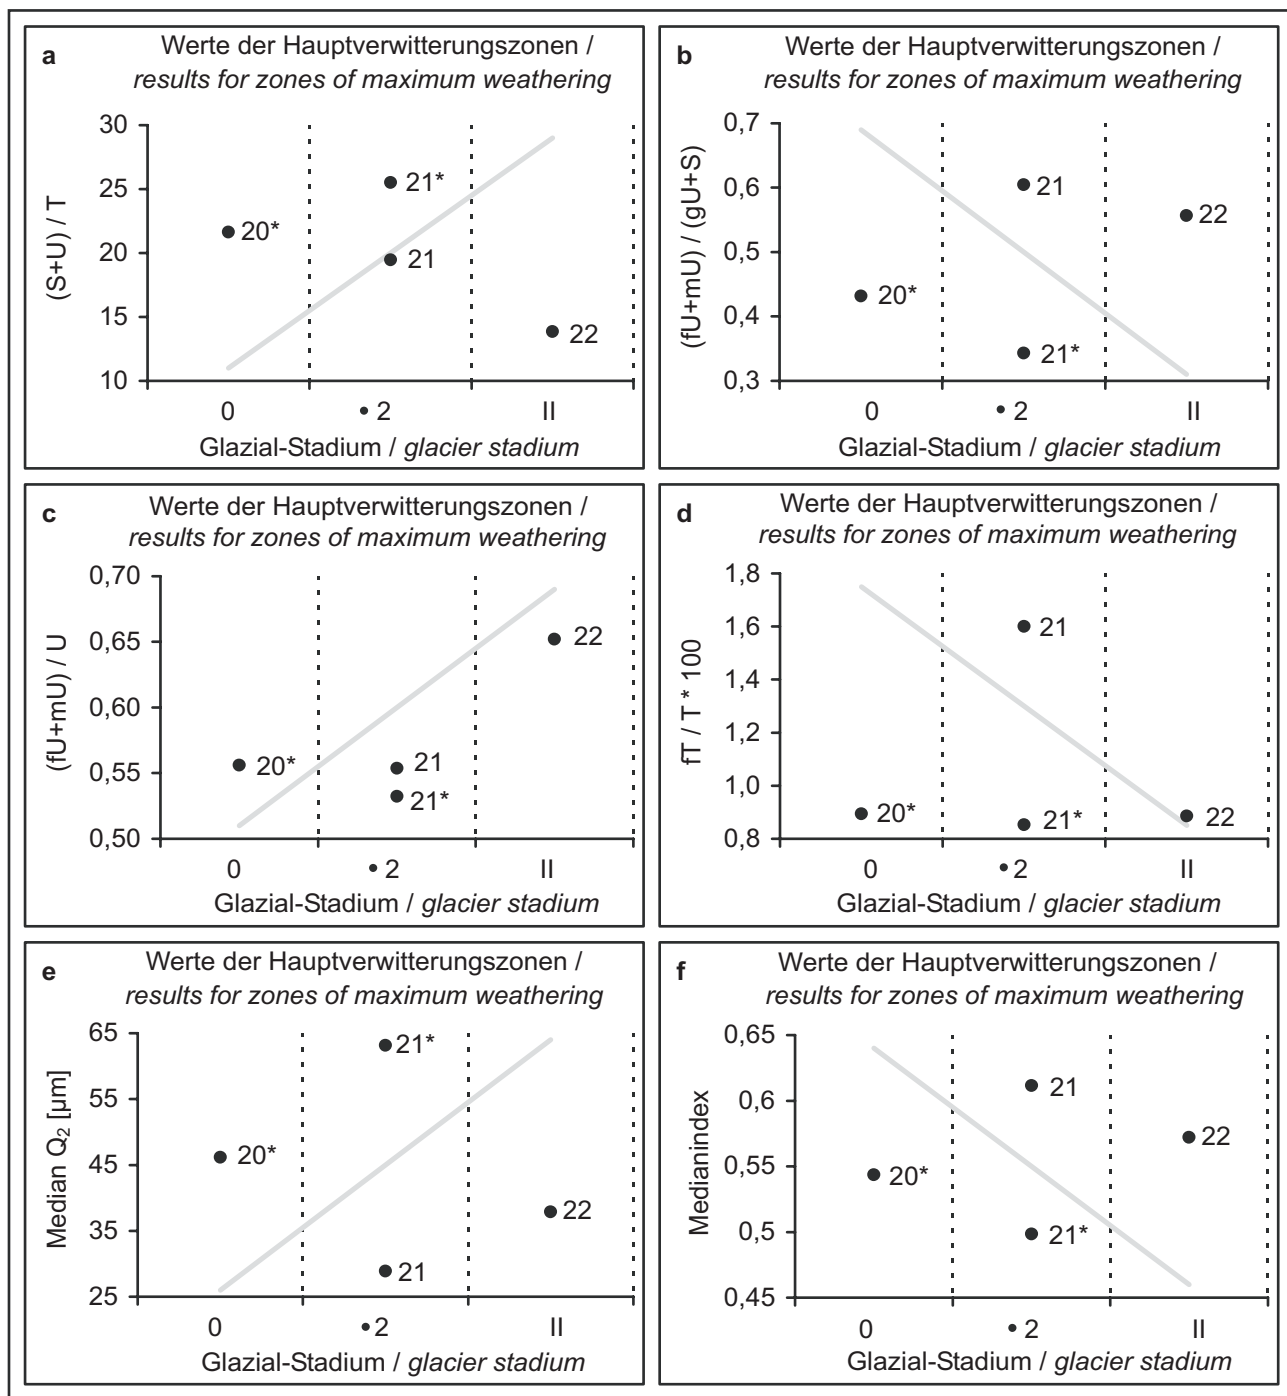 a
Werte der Hauptverwitterungszonen /
results for zones of maximum weathering
(S+U) / T
30
25
20
15
10
20*
21*
21
22
0
• 2
II
Glazial-Stadium / glacier stadium
b
Werte der Hauptverwitterungszonen /
results for zones of maximum weathering
(fU+mU) / (gU+S)
0,7
0,6
0,5
0,4
0,3
20*
21
21*
22
0
• 2
II
Glazial-Stadium / glacier stadium
c
Werte der Hauptverwitterungszonen /
results for zones of maximum weathering
(fU+mU) / U
0,70
0,65
0,60
0,55
0,50
20*
21
21*
22
0
• 2
II
Glazial-Stadium / glacier stadium
d
Werte der Hauptverwitterungszonen /
results for zones of maximum weathering
fT / T * 100
1,8
1,6
1,4
1,2
1,0
0,8
20*
21
21*
22
0
• 2
II
Glazial-Stadium / glacier stadium
e
Werte der Hauptverwitterungszonen /
results for zones of maximum weathering
Median Q₂ [µm]
65
55
45
35
25
20*
21*
21
22
0
• 2
II
Glazial-Stadium / glacier stadium
f
Werte der Hauptverwitterungszonen /
results for zones of maximum weathering
Medianindex
0,65
0,6
0,55
0,5
0,45
20*
21
21*
22
0
• 2
II
Glazial-Stadium / glacier stadium